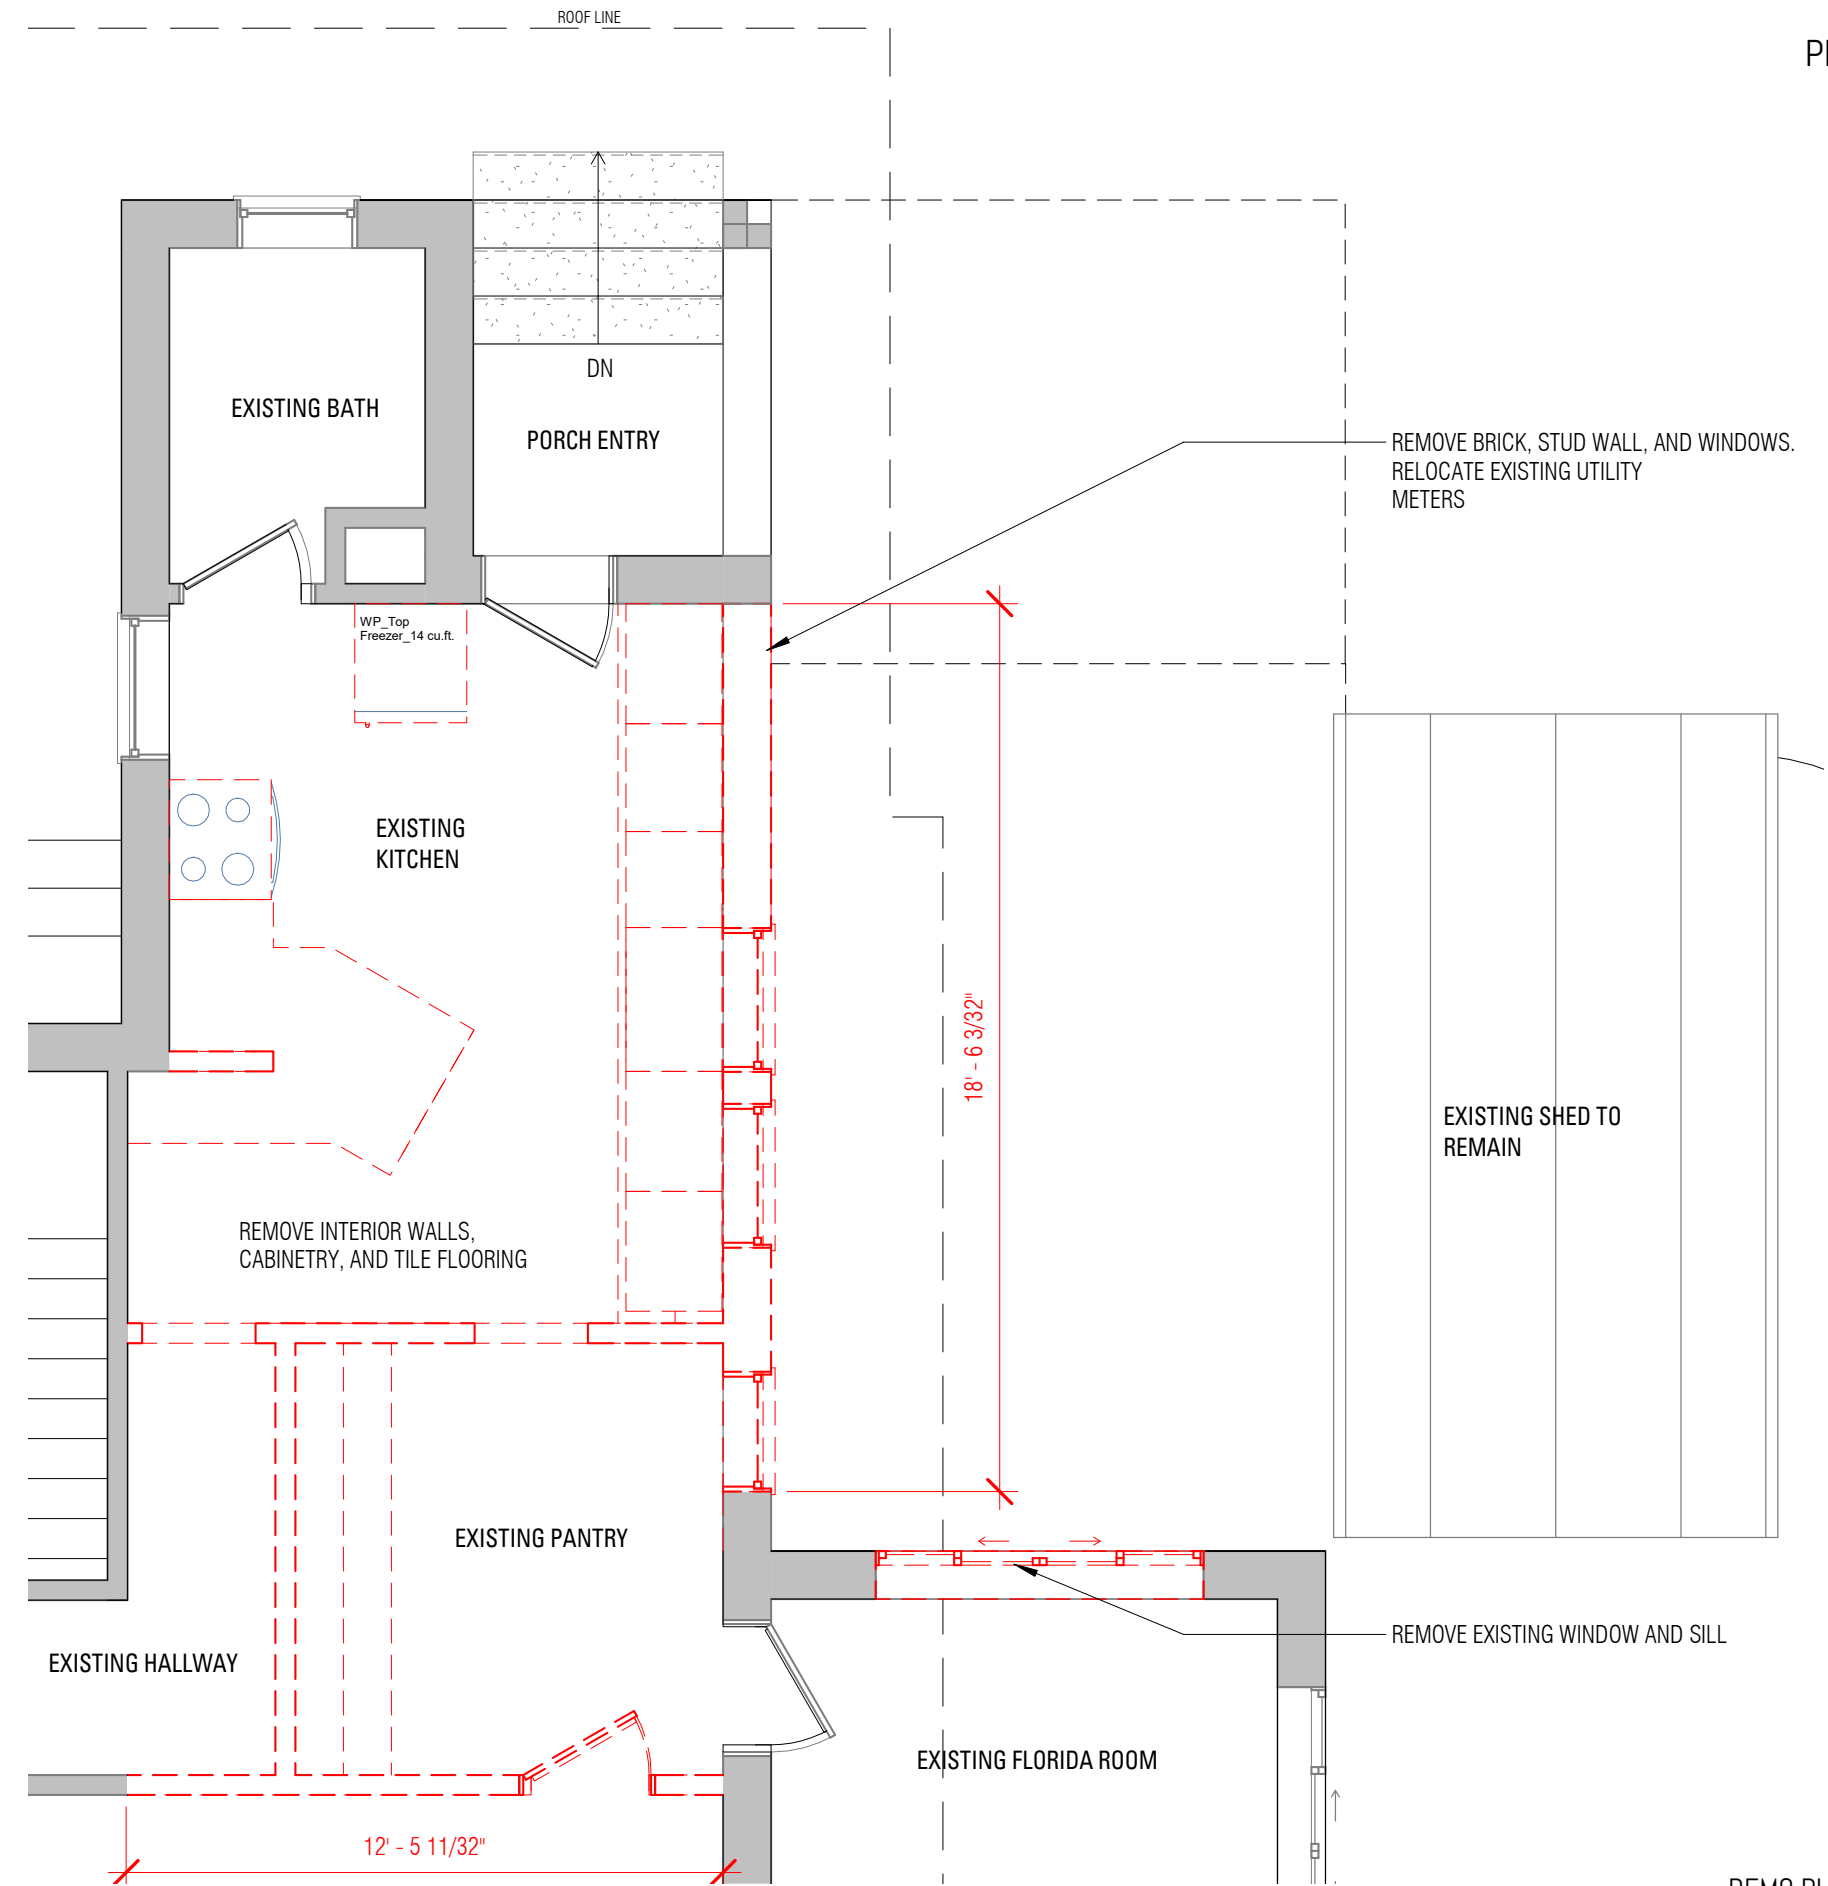 ROOF LINE
DN
EXISTING BATH
PORCH ENTRY
REMOVE BRICK, STUD WALL, AND WINDOWS.
RELOCATE EXISTING UTILITY
METERS
WP_Top
Freezer_14 cu.ft.
EXISTING
KITCHEN
18' - 6 3/32"
EXISTING SHED TO
REMAIN
REMOVE INTERIOR WALLS,
CABINETRY, AND TILE FLOORING
EXISTING PANTRY
REMOVE EXISTING WINDOW AND SILL
EXISTING HALLWAY
EXISTING FLORIDA ROOM
12' - 5 11/32"